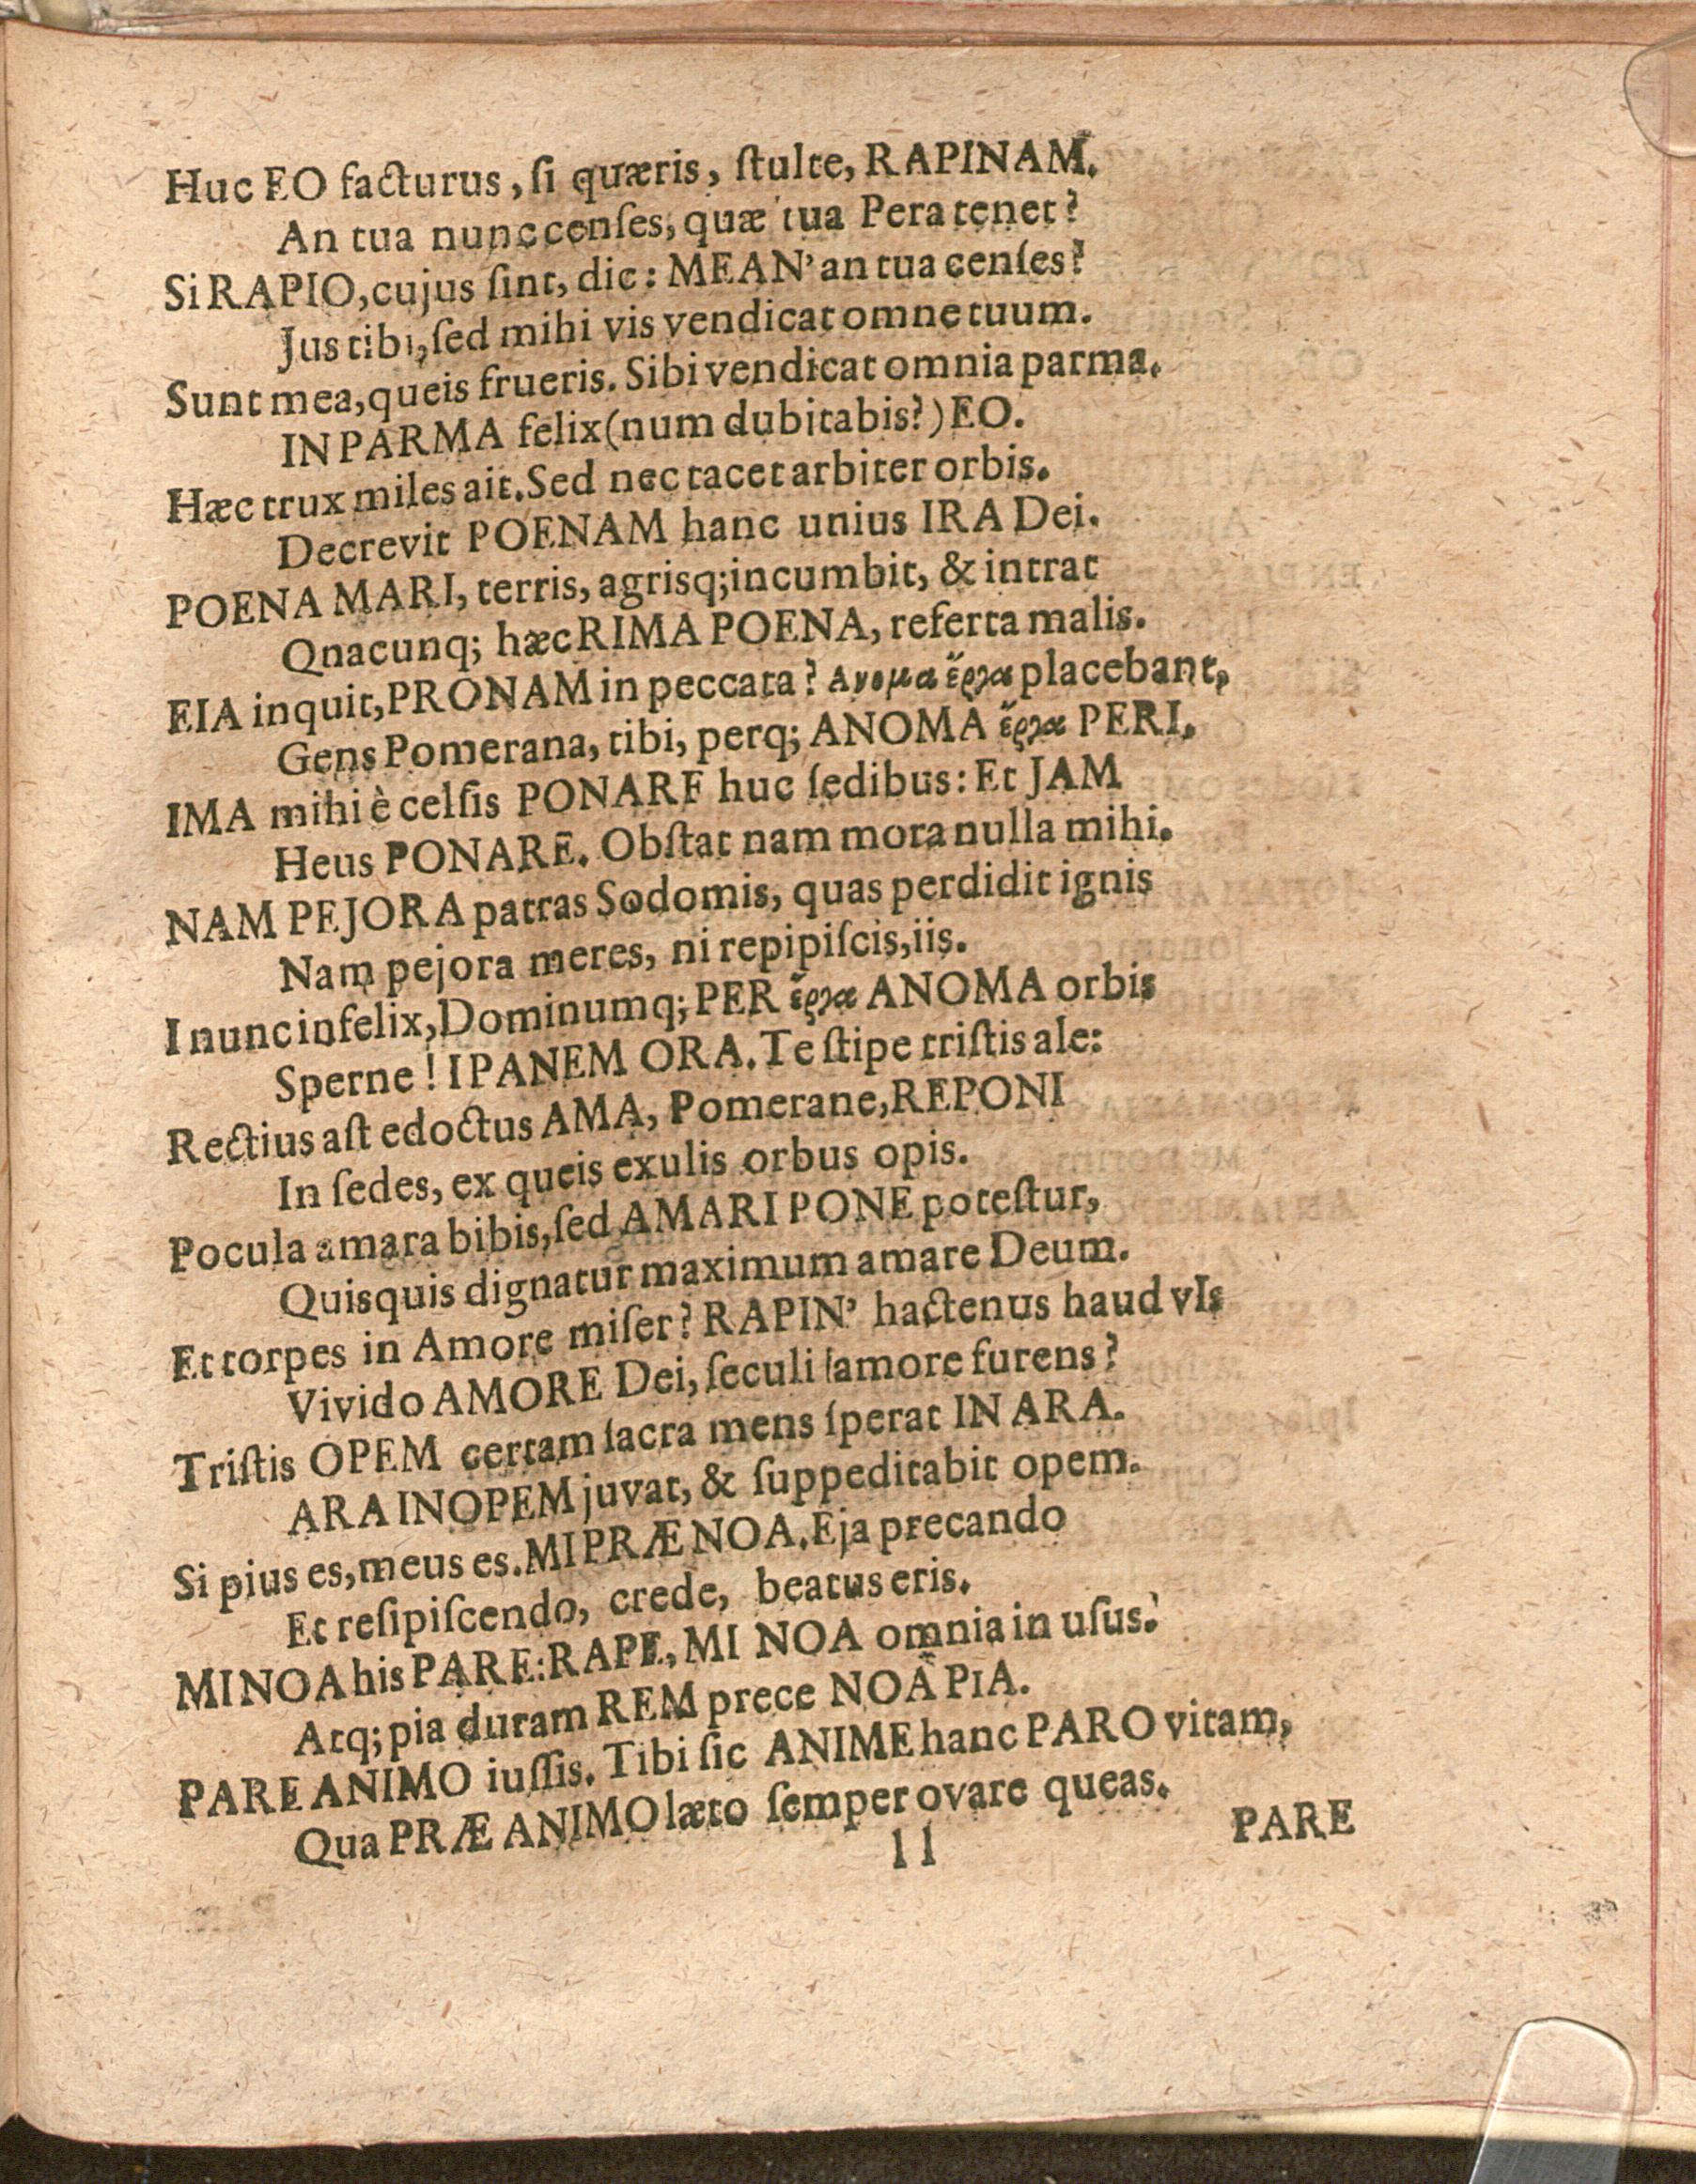 Huc EO facturus, ſi quæris, ſtulte, RAPINAM.
An tua nunc cenſes, quæ tua Pera tenet?
Si RAPIO, cujus ſint, dic: MEAN' an tua cenſes?
Jus tibi, ſed mihi vis vendicat omne tuum.
Sunt mea, queis frueris. Sibi vendicat omnia parma.
IN PARMA felix (num dubitabis?) EO.
Hæc trux miles ait. Sed nec tacet arbiter orbis.
Decrevit POENAM hanc unius IRA Dei.
POENA MARI, terris, agrisq; incumbit, & intrat
Qnacunq; hæc RIMA POENA, referta malis.
EIA inquit, PRONAM in peccata? Ανομα ἔργα placebant,
Gens Pomerana, tibi, perq; ANOMA ἔργα PERI.
IMA mihi è celſis PONARE huc ſedibus: Et JAM
Heus PONARE. Obſtat nam mora nulla mihi.
NAM PEJORA patras Sodomis, quas perdidit ignis
Nam pejora meres, ni repipiſcis, iis.
I nunc infelix, Dominumq; PER ἔργα ANOMA orbis
Sperne! I PANEM ORA. Te ſtipe triſtis ale:
Rectius aſt edoctus AMA, Pomerane, REPONI
In ſedes, ex queis exulis orbus opis.
Pocula amara bibis, ſed AMARI PONE poteſtur,
Quisquis dignatur maximum amare Deum.
Et torpes in Amore miſer? RAPIN' hactenus haud vIs
Vivido AMORE Dei, ſeculi amore furens?
Triſtis OPEM certam ſacra mens ſperat IN ARA.
ARA INOPEM juvat, & ſuppeditabit opem.
Si pius es, meus es. MI PRÆ NOA. Eja precando
Et reſipiſcendo, crede, beatus eris.
MI NOA his PARE: RAPE, MI NOA omnia in uſus.
Atq; pia duram REM prece NOA PIA.
PARE ANIMO iuſſis. Tibi ſic ANIME hanc PARO vitam,
Qua PRÆ ANIMO læto ſemper ovare queas.
ll
PARE